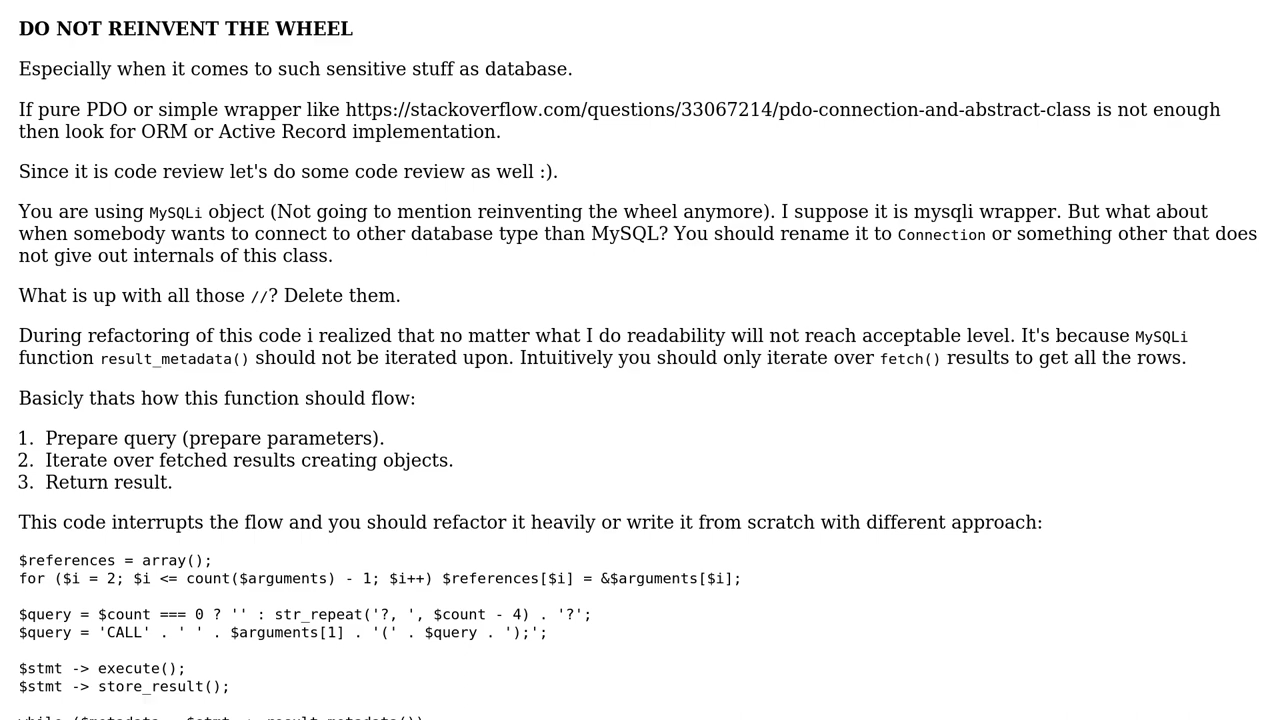 DO NOT REINVENT THE WHEEL
Especially when it comes to such sensitive stuff as database.
If pure PDO or simple wrapper like https://stackoverflow.com/questions/33067214/pdo-connection-and-abstract-class is not enough
then look for ORM or Active Record implementation.
Since it is code review let's do some code review as well :).
You are using MySQLi object (Not going to mention reinventing the wheel anymore). I suppose it is mysqli wrapper. But what about
when somebody wants to connect to other database type than MySQL? You should rename it to Connection or something other that does
not give out internals of this class.
What is up with all those //? Delete them.
During refactoring of this code i realized that no matter what I do readability will not reach acceptable level. It's because MySQLi
function result_metadata() should not be iterated upon. Intuitively you should only iterate over fetch() results to get all the rows.
Basicly thats how this function should flow:
1. Prepare query (prepare parameters).
2. Iterate over fetched results creating objects.
3. Return result.
This code interrupts the flow and you should refactor it heavily or write it from scratch with different approach:
$references = array();
for ($i = 2; $i <= count($arguments) - 1; $i++) $references[$i] = &$arguments[$i];
$query = $count === 0 ? '' : str_repeat('?, ', $count - 4) . '?';
$query = 'CALL' . ' ' . $arguments[1] . '(' . $query . ');';
$stmt -> execute();
$stmt -> store_result();